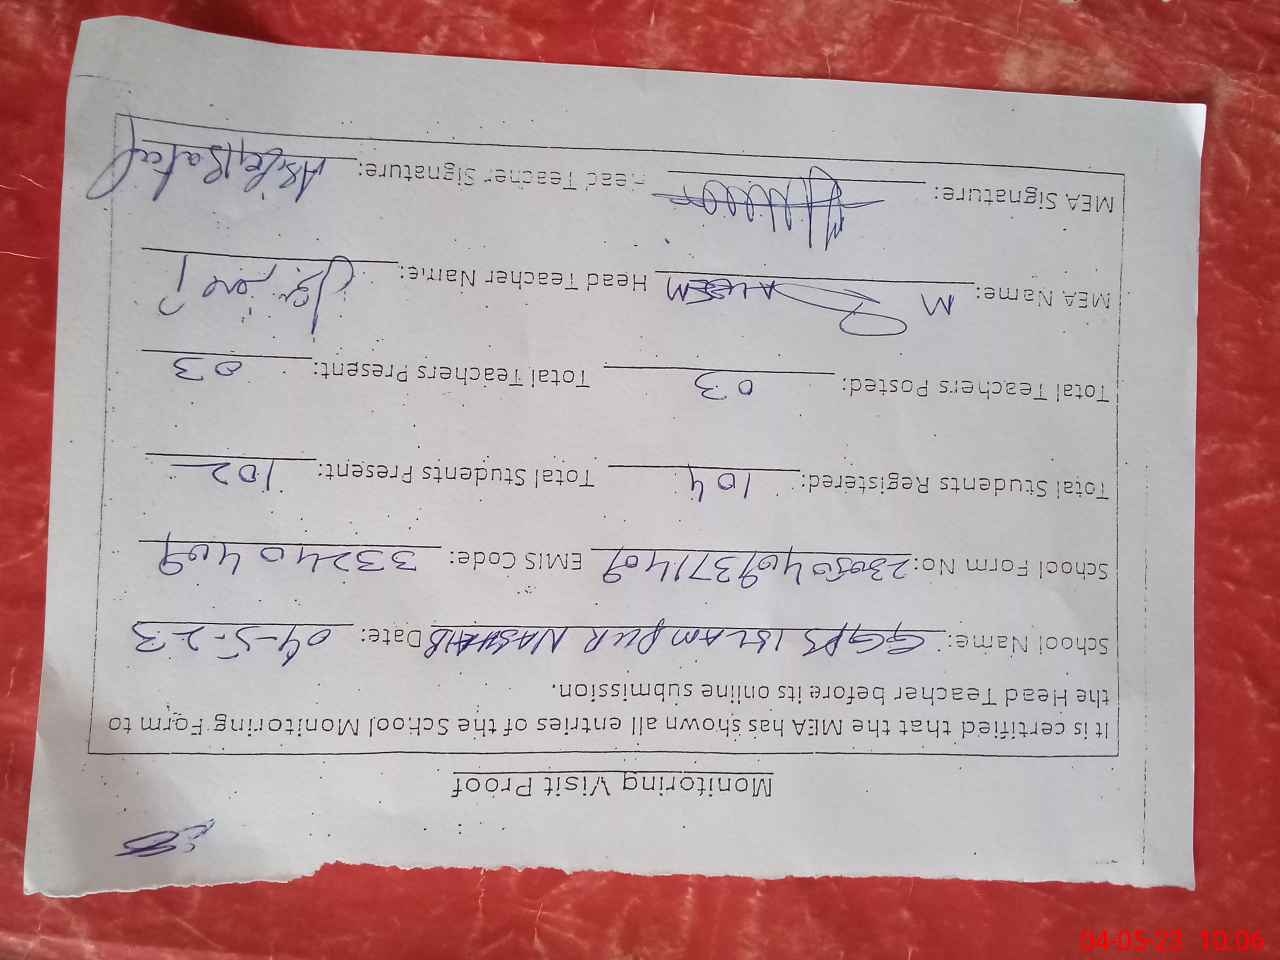 Monitoring Visit Proof
It is certified that the MEA has shown all entries of the School Monitoring Form to
the Head Teacher before its online submission.
School Name: GGPS ISLAM PUR Date: 04-5-23
School Form No: EMIS Code: 33240409
Total Students Registered: 104 Total Students Present: 102
Total Teachers Posted: 03 Total Teachers Present: 03
MEA Name: M Head Teacher Name:
MEA Signature: Head Teacher Signature:
04-05-23 10:06